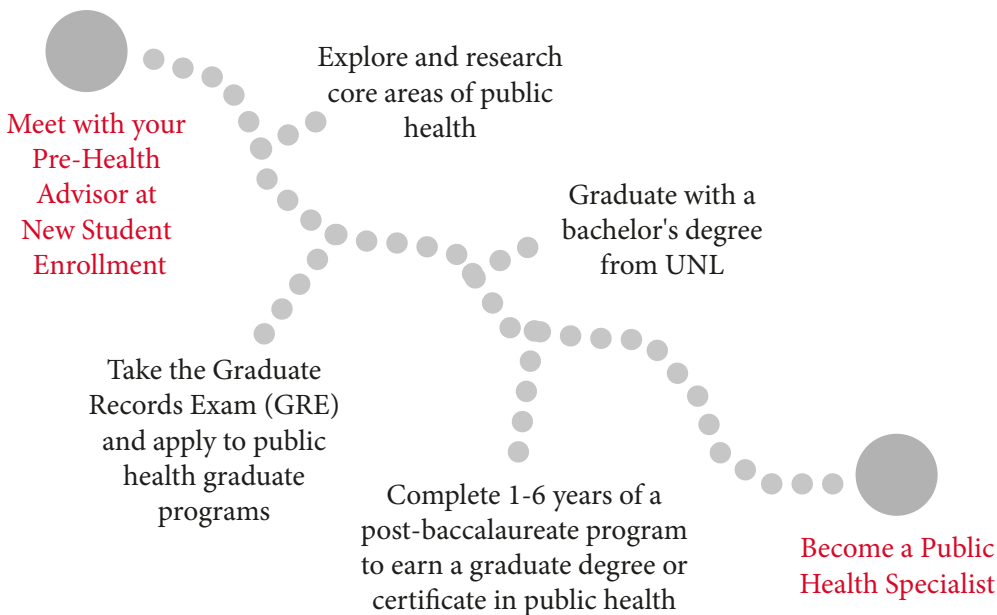 Meet with your
Pre-Health
Advisor at
New Student
Enrollment
Explore and research
core areas of public
health
Take the Graduate
Records Exam (GRE)
and apply to public
health graduate
programs
Graduate with a
bachelor's degree
from UNL
Complete 1-6 years of a
post-baccalaureate program
to earn a graduate degree or
certificate in public health
Become a Public
Health Specialist